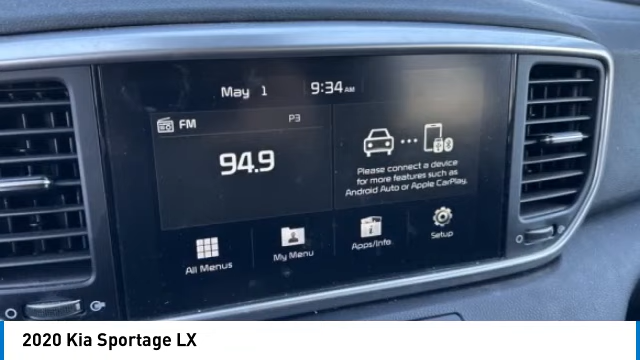 May 1 9:34 AM
FM P3
94.9
Please connect a device
for more features such as
Android Auto or Apple CarPlay.
All Menus My Menu Apps/Info Setup
2020 Kia Sportage LX